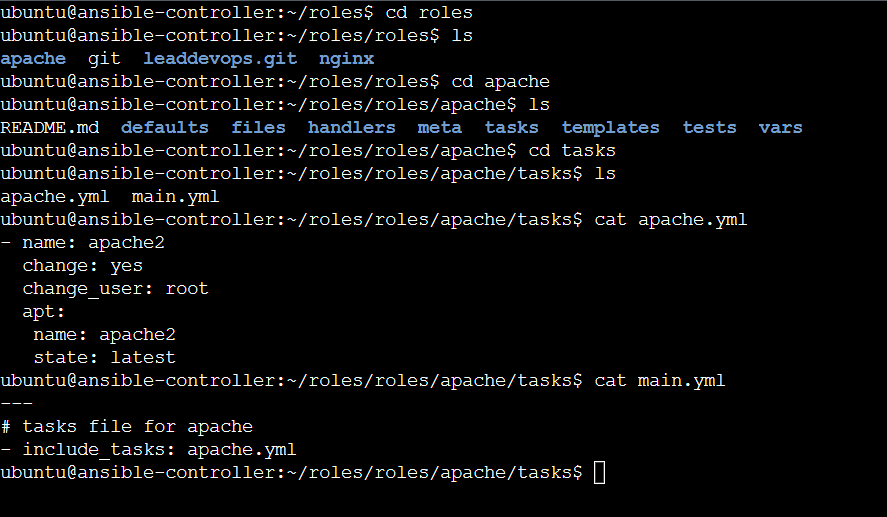 ubuntu@ansible-controller:~/roles$ cd roles
ubuntu@ansible-controller:~/roles/roles$ ls
apache  git  leaddevops.git  nginx
ubuntu@ansible-controller:~/roles/roles$ cd apache
ubuntu@ansible-controller:~/roles/roles/apache$ ls
README.md  defaults  files  handlers  meta  tasks  templates  tests  vars
ubuntu@ansible-controller:~/roles/roles/apache$ cd tasks
ubuntu@ansible-controller:~/roles/roles/apache/tasks$ ls
apache.yml  main.yml
ubuntu@ansible-controller:~/roles/roles/apache/tasks$ cat apache.yml
- name: apache2
  change: yes
  change_user: root
  apt:
   name: apache2
   state: latest
ubuntu@ansible-controller:~/roles/roles/apache/tasks$ cat main.yml
---
# tasks file for apache
- include_tasks: apache.yml
ubuntu@ansible-controller:~/roles/roles/apache/tasks$